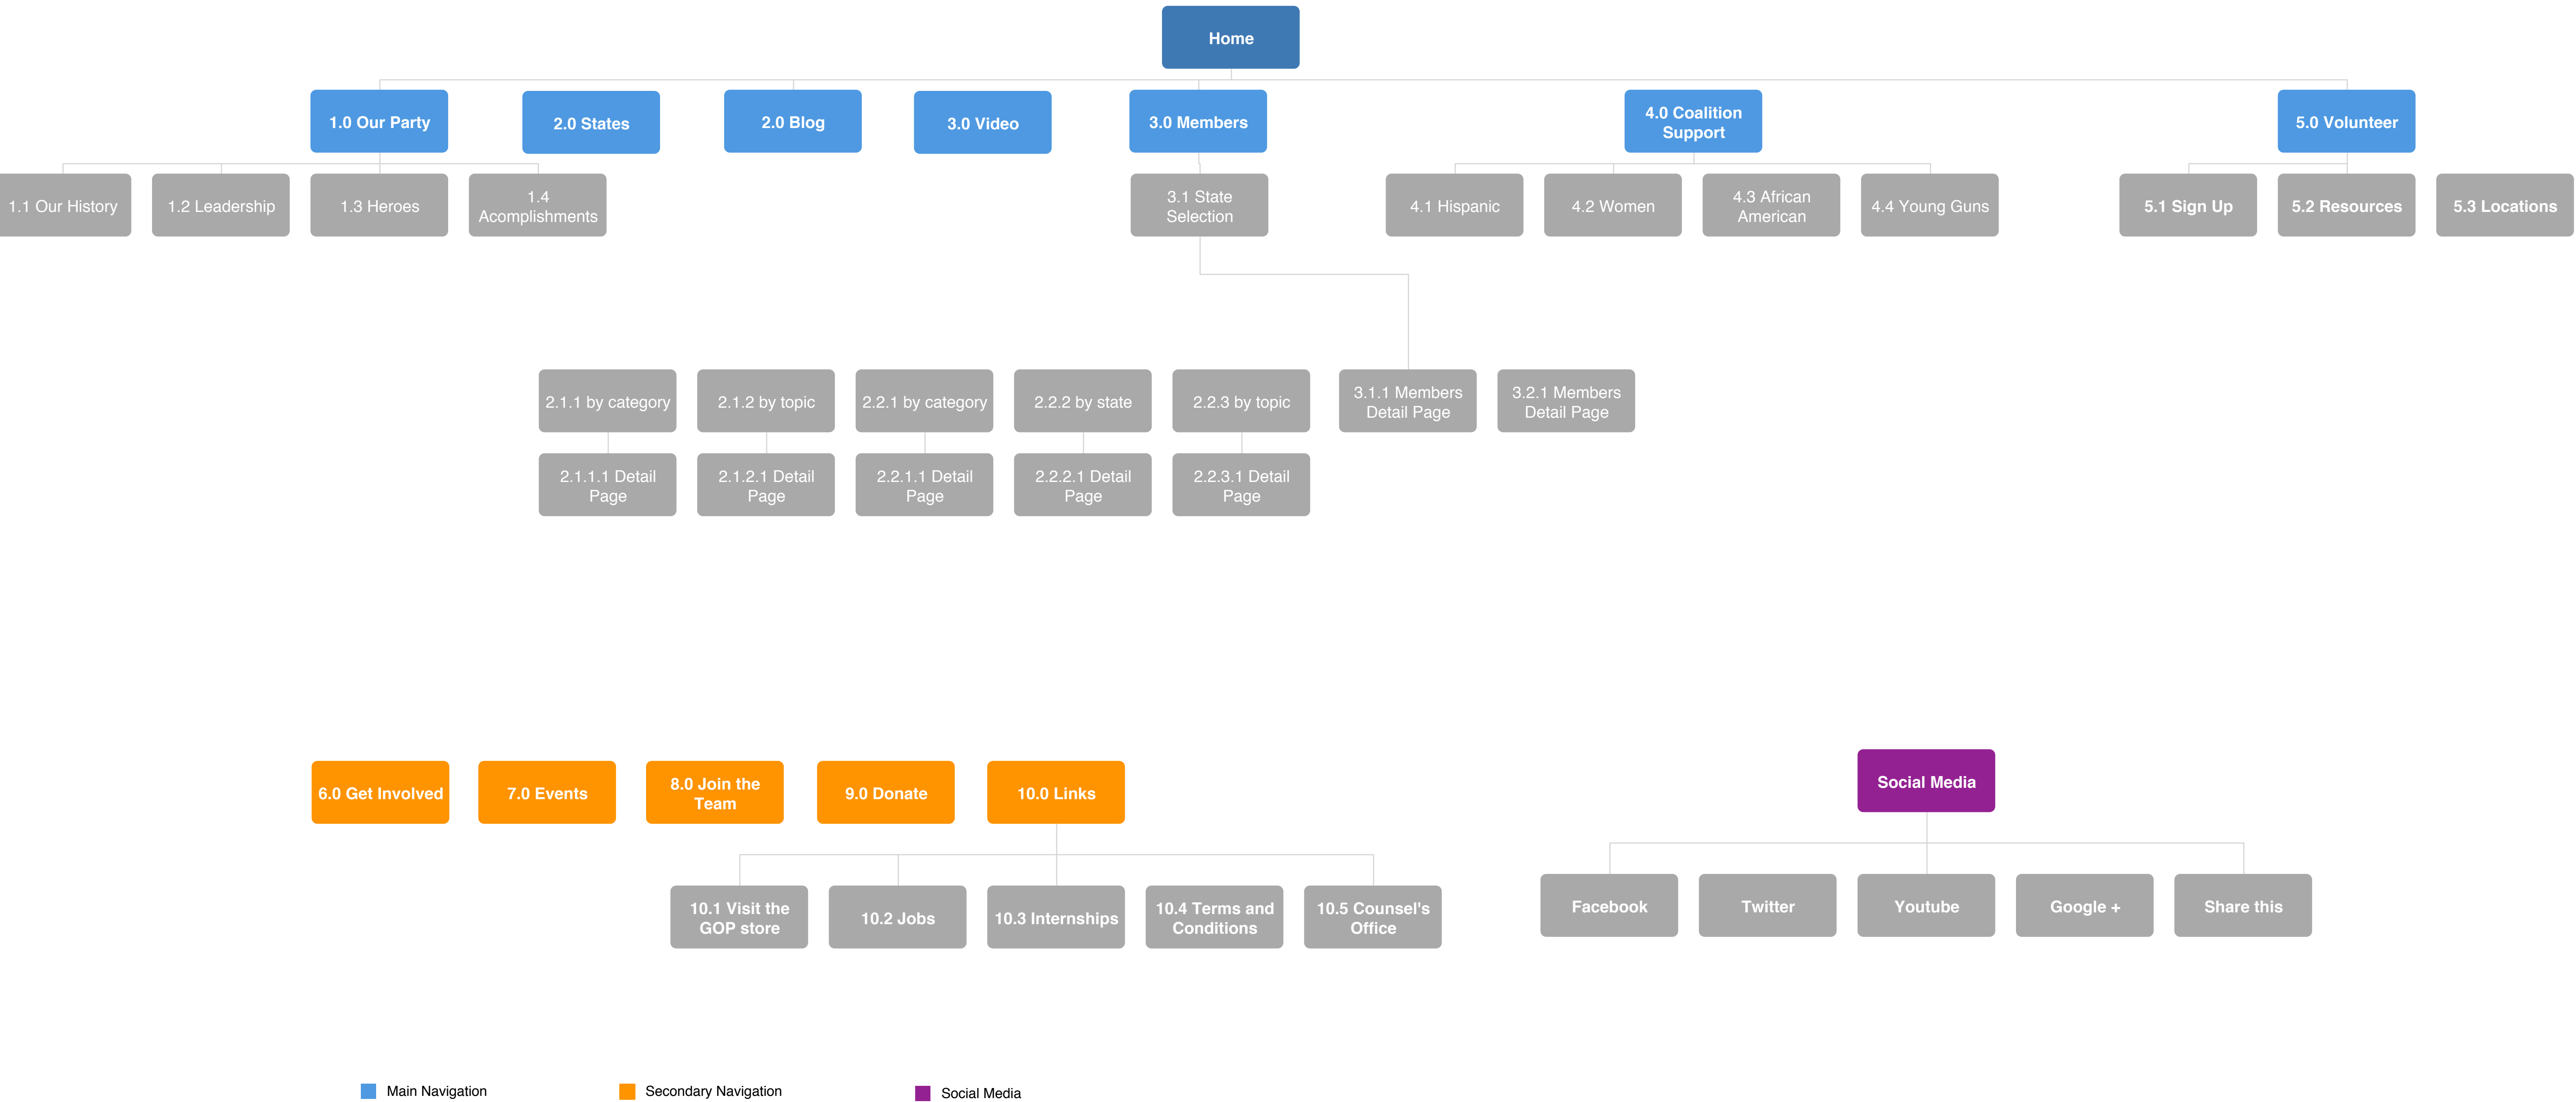 Home
1.0 Our Party
2.0 States
2.0 Blog
3.0 Video
3.0 Members
4.0 Coalition
Support
5.0 Volunteer
1.1 Our History
1.2 Leadership
1.3 Heroes
1.4
Acomplishments
3.1 State
Selection
4.1 Hispanic
4.2 Women
4.3 African
American
4.4 Young Guns
5.1 Sign Up
5.2 Resources
5.3 Locations
2.1.1 by category
2.1.2 by topic
2.2.1 by category
2.2.2 by state
2.2.3 by topic
3.1.1 Members
Detail Page
3.2.1 Members
Detail Page
2.1.1.1 Detail
Page
2.1.2.1 Detail
Page
2.2.1.1 Detail
Page
2.2.2.1 Detail
Page
2.2.3.1 Detail
Page
6.0 Get Involved
7.0 Events
8.0 Join the
Team
9.0 Donate
10.0 Links
Social Media
10.1 Visit the
GOP store
10.2 Jobs
10.3 Internships
10.4 Terms and
Conditions
10.5 Counsel's
Office
Facebook
Twitter
Youtube
Google +
Share this
Main Navigation
Secondary Navigation
Social Media